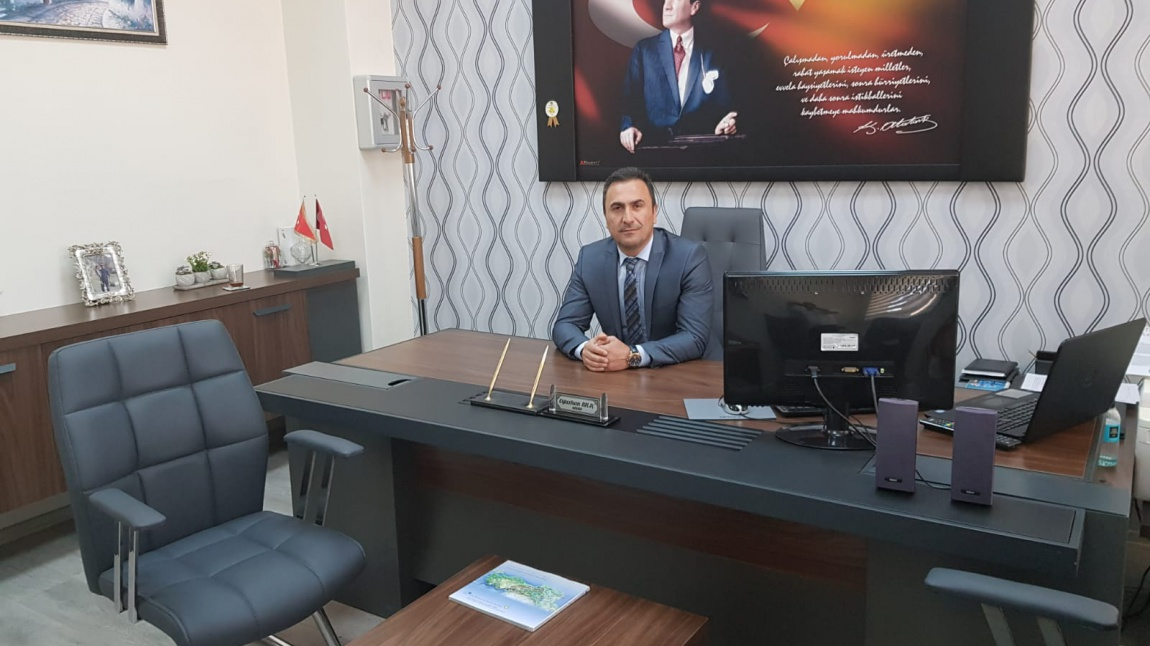 Çalışmadan, yorulmadan, üretmeden,
rahat yaşamak isteyen milletler,
evvela haysiyetlerini, sonra hürriyetlerini,
ve daha sonra istikballerini
kaybetmeye mahkumdurlar.
K. Atatürk